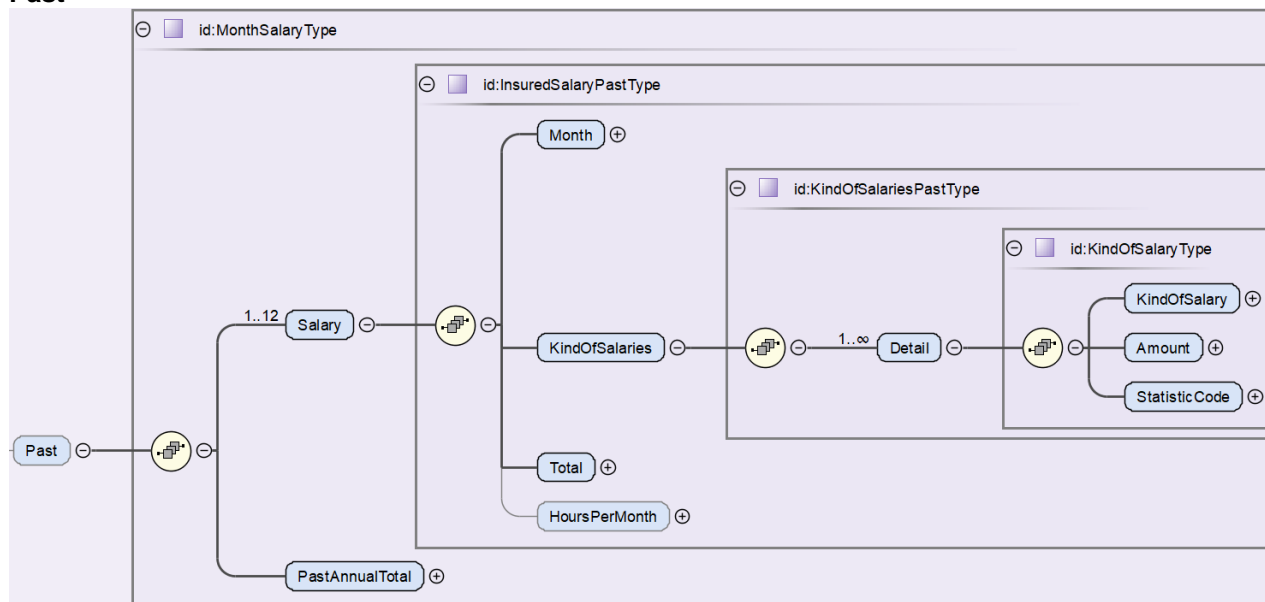 Past
id:MonthSalaryType
id:InsuredSalaryPastType
Month
id:KindOfSalariesPastType
id:KindOfSalaryType
KindOfSalary
1..12
Salary
KindOfSalaries
1..∞
Detail
Amount
StatisticCode
Past
Total
HoursPerMonth
PastAnnualTotal